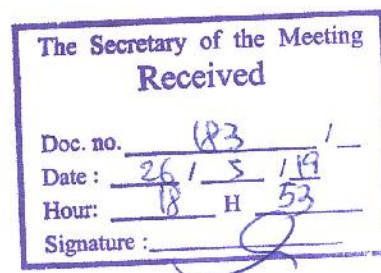 The Secretary of the Meeting
Received
Doc. no. 183 / _
Date : 26 / 5 / 19
Hour: 18 H 53
Signature :